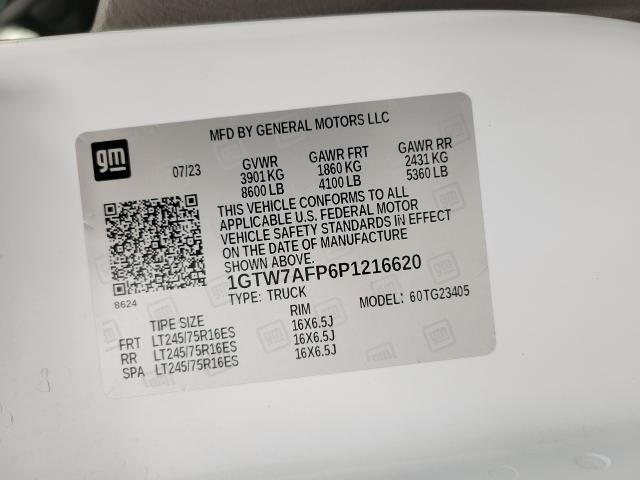 gm
MFD BY GENERAL MOTORS LLC
07/23
GVWR GAWR FRT GAWR RR
3901 KG 1860 KG 2431 KG
8600 LB 4100 LB 5360 LB
THIS VEHICLE CONFORMS TO ALL
APPLICABLE U.S. FEDERAL MOTOR
VEHICLE SAFETY STANDARDS IN EFFECT
ON THE DATE OF MANUFACTURE
SHOWN ABOVE.
8624
1GTW7AFP6P1216620
TYPE: TRUCK MODEL: 60TG23405
TIPE SIZE RIM
FRT LT245/75R16ES 16X6.5J
RR LT245/75R16ES 16X6.5J
SPA LT245/75R16ES 16X6.5J